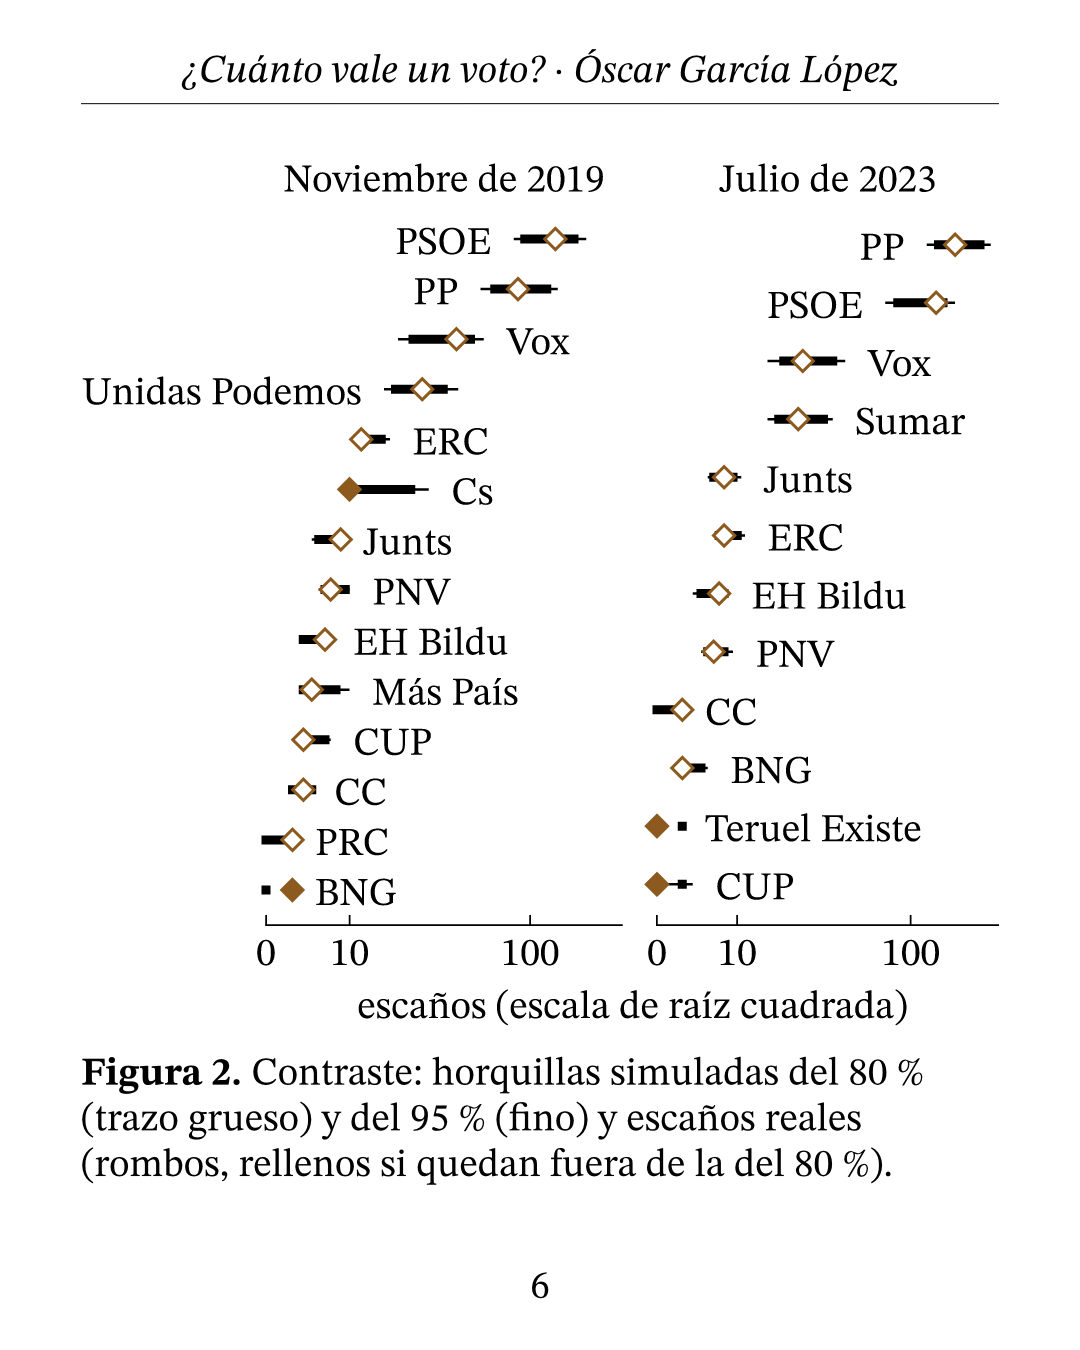 ¿Cuánto vale un voto? · Óscar García López
Noviembre de 2019
PSOE
PP
Vox
Unidas Podemos
ERC
Cs
Junts
PNV
EH Bildu
Más País
CUP
CC
PRC
BNG
0 10 100
Julio de 2023
PP
PSOE
Vox
Sumar
Junts
ERC
EH Bildu
PNV
CC
BNG
Teruel Existe
CUP
0 10 100
escaños (escala de raíz cuadrada)
Figura 2. Contraste: horquillas simuladas del 80 %
(trazo grueso) y del 95 % (fino) y escaños reales
(rombos, rellenos si quedan fuera de la del 80 %).
6